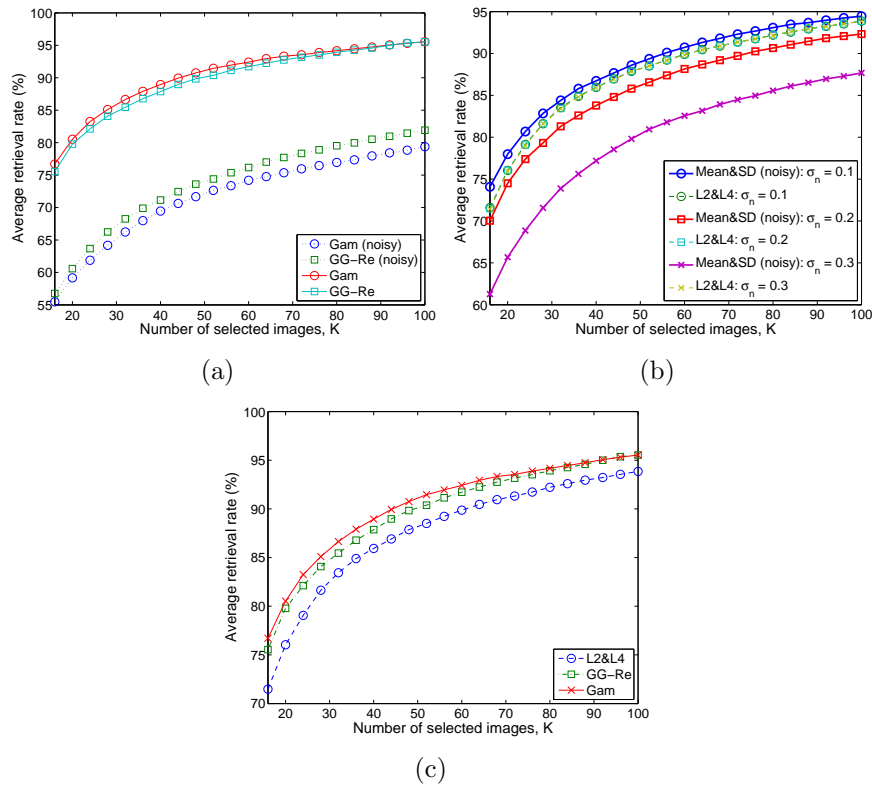 100
95
90
85
80
75
70
65
60
55
Average retrieval rate (%)
20 30 40 50 60 70 80 90 100
Number of selected images, K
Gam (noisy)
GG−Re (noisy)
Gam
GG−Re
(a)
95
90
85
80
75
70
65
60
Average retrieval rate (%)
20 30 40 50 60 70 80 90 100
Number of selected images, K
Mean&SD (noisy): σn = 0.1
L2&L4: σn = 0.1
Mean&SD (noisy): σn = 0.2
L2&L4: σn = 0.2
Mean&SD (noisy): σn = 0.3
L2&L4: σn = 0.3
(b)
100
95
90
85
80
75
70
Average retrieval rate (%)
20 30 40 50 60 70 80 90 100
Number of selected images, K
L2&L4
GG−Re
Gam
(c)